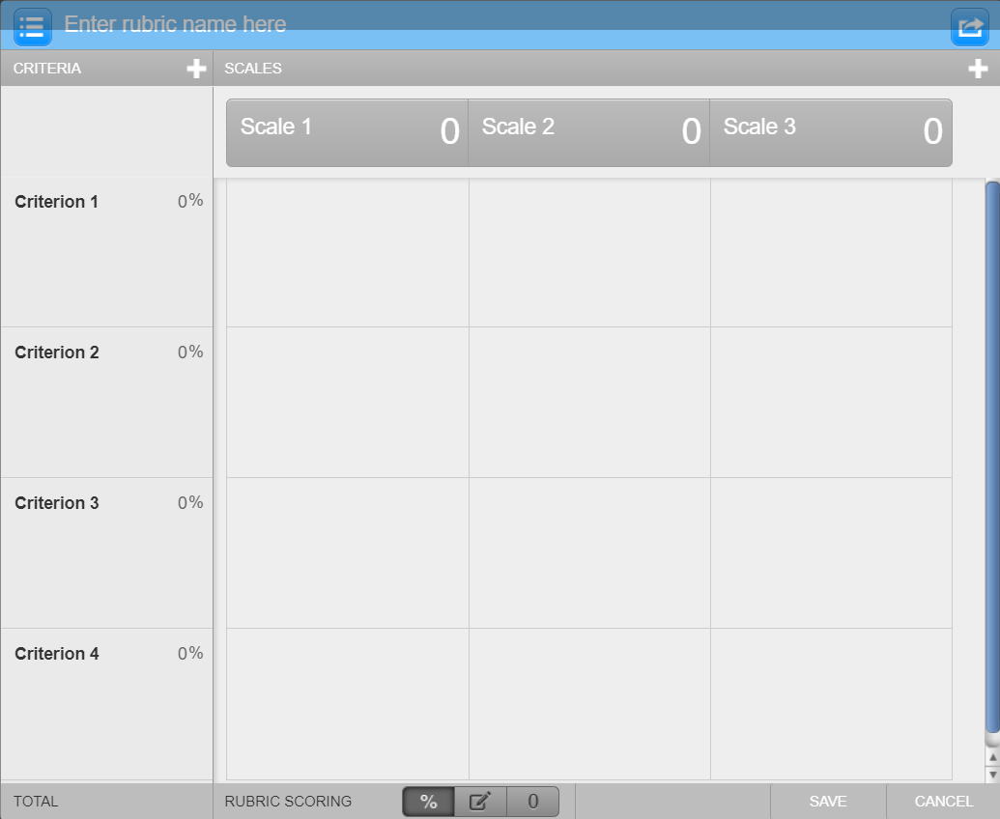 Enter rubric name here
CRITERIA
SCALES
Scale 1 0 Scale 2 0 Scale 3 0
Criterion 1 0%
Criterion 2 0%
Criterion 3 0%
Criterion 4 0%
TOTAL
RUBRIC SCORING % 0 SAVE CANCEL